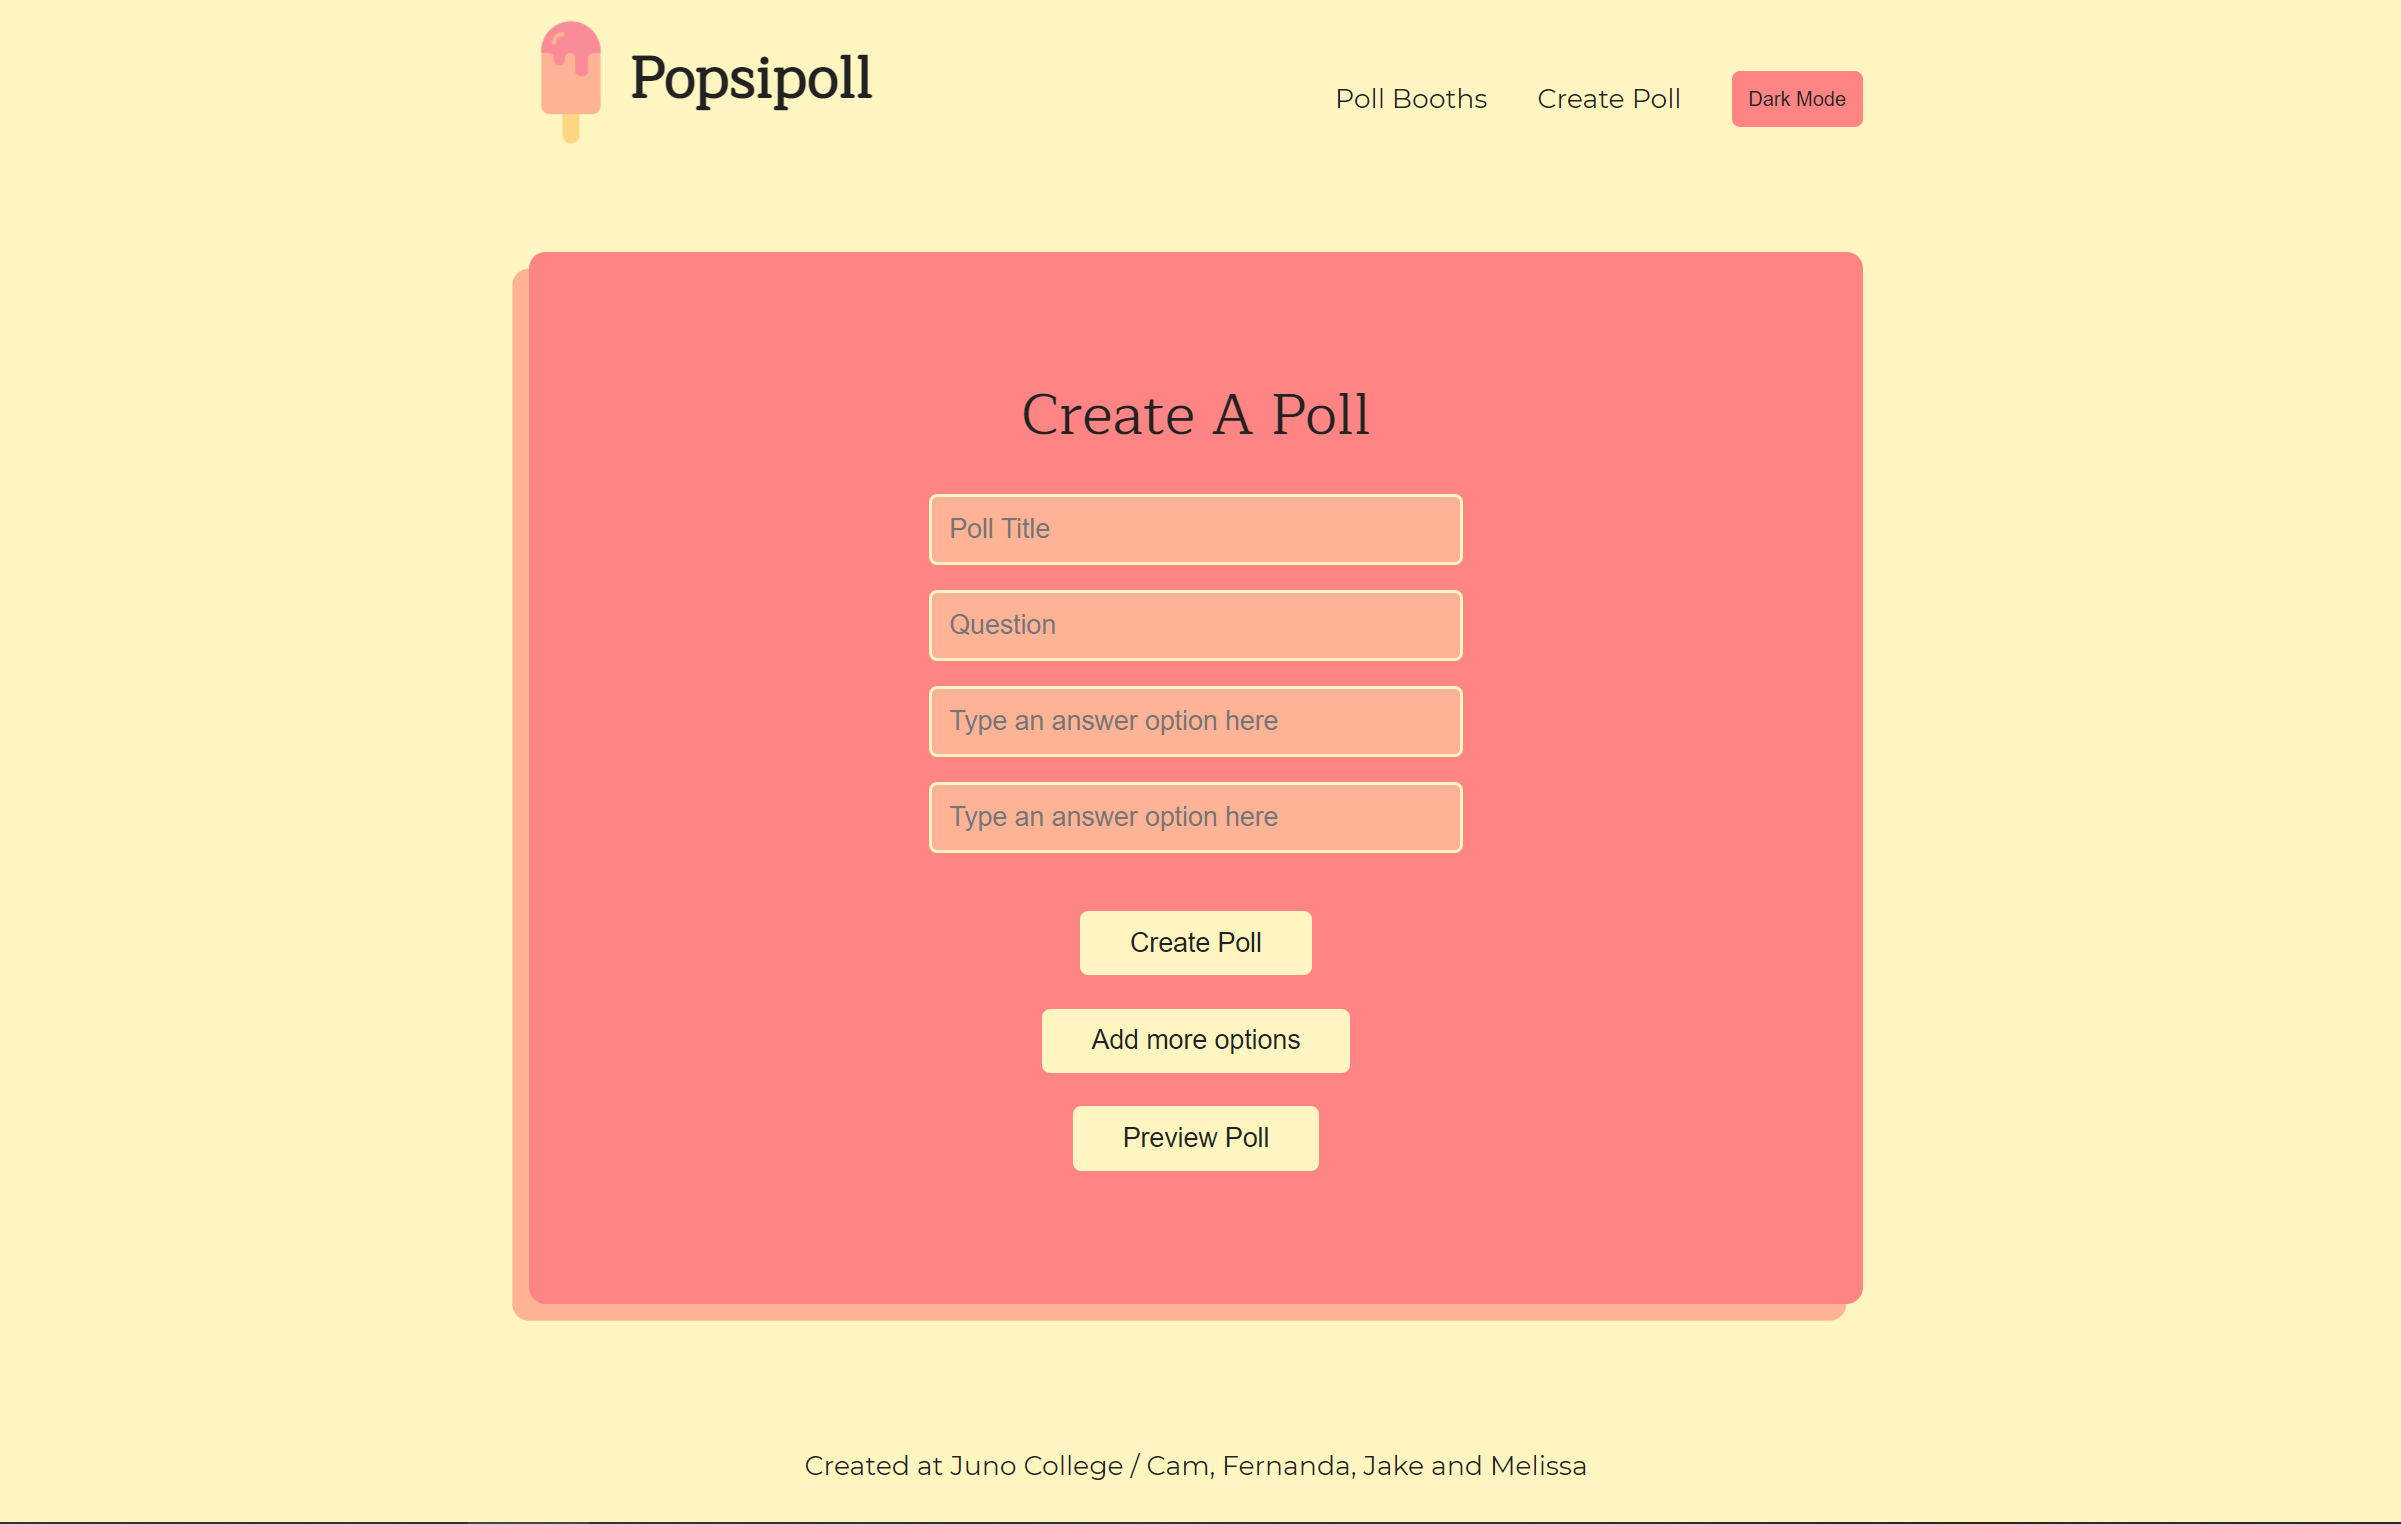 Popsipoll
Poll Booths
Create Poll
Dark Mode
Create A Poll
Poll Title
Question
Type an answer option here
Type an answer option here
Create Poll
Add more options
Preview Poll
Created at Juno College / Cam, Fernanda, Jake and Melissa